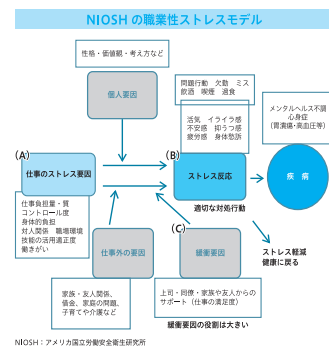 NIOSH の職業性ストレスモデル
性格・価値観・考え方など
個人要因
問題行動 欠勤 ミス
飲酒 喫煙 過食
活気 イライラ感
不安感 抑うつ感
疲労感 身体愁訴
メンタルヘルス不調
心身症
(胃潰瘍・高血圧等)
(A)
仕事のストレス要因
(B)
ストレス反応
疾病
仕事負担量・質
コントロール度
身体的負担
対人関係 職場環境
技能の活用適正度
働きがい
適切な対処行動
仕事外の要因
(C)
緩衝要因
ストレス軽減
健康に戻る
家族・友人関係、
借金、家庭の問題、
子育てや介護など
上司・同僚・家族や友人からの
サポート(仕事の満足度)
緩衝要因の役割は大きい
NIOSH:アメリカ国立労働安全衛生研究所